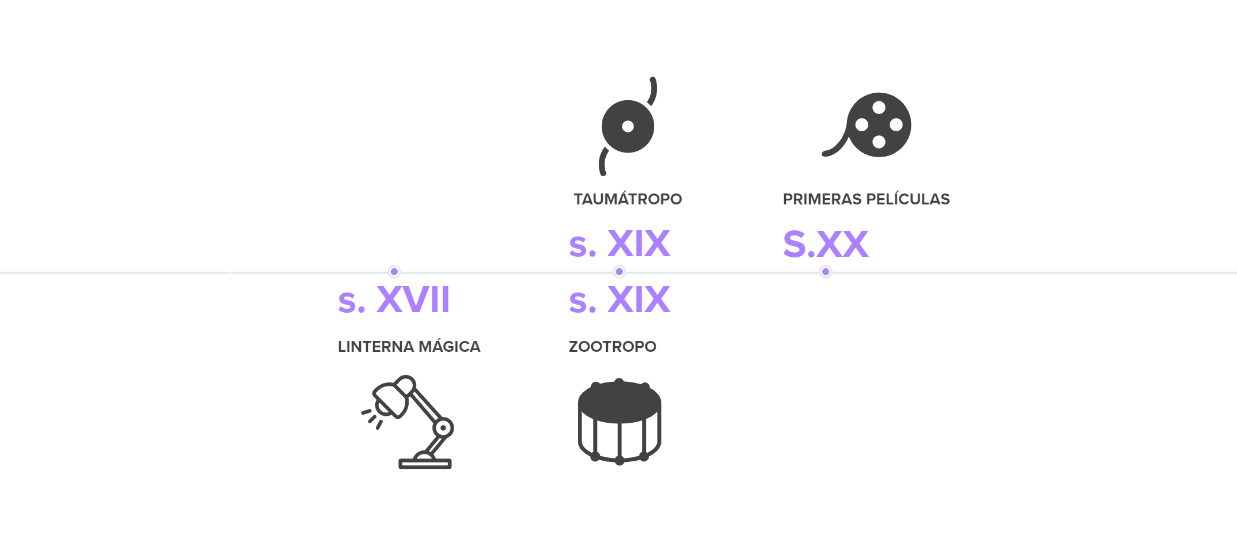 TAUMÁTROPO
s. XIX
PRIMERAS PELÍCULAS
S.XX
s. XVII
LINTERNA MÁGICA
s. XIX
ZOOTROPO